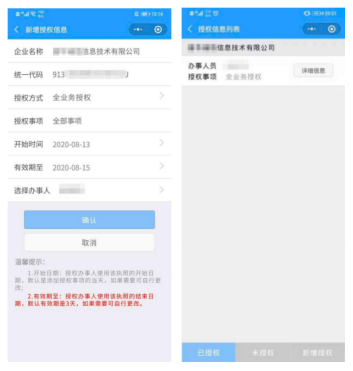 新增授权信息
企业名称 信息技术有限公司
统一代码 913
授权方式 全业务授权
授权事项 全部事项
开始时间 2020-08-13
有效期至 2020-08-15
选择办事人
确认
取消
温馨提示：
1.开始日期：授权办事人使用该执照的开始日
期，默认是添加授权事项的当天，如果需要可自行更
改；
2.有效期至：授权办事人使用该执照的结束日
期，默认有效期是3天，如果需要可自行更改。
授权信息列表
信息技术有限公司
办事人员
授权事项 全业务授权
详细信息
已授权 未授权 新增授权